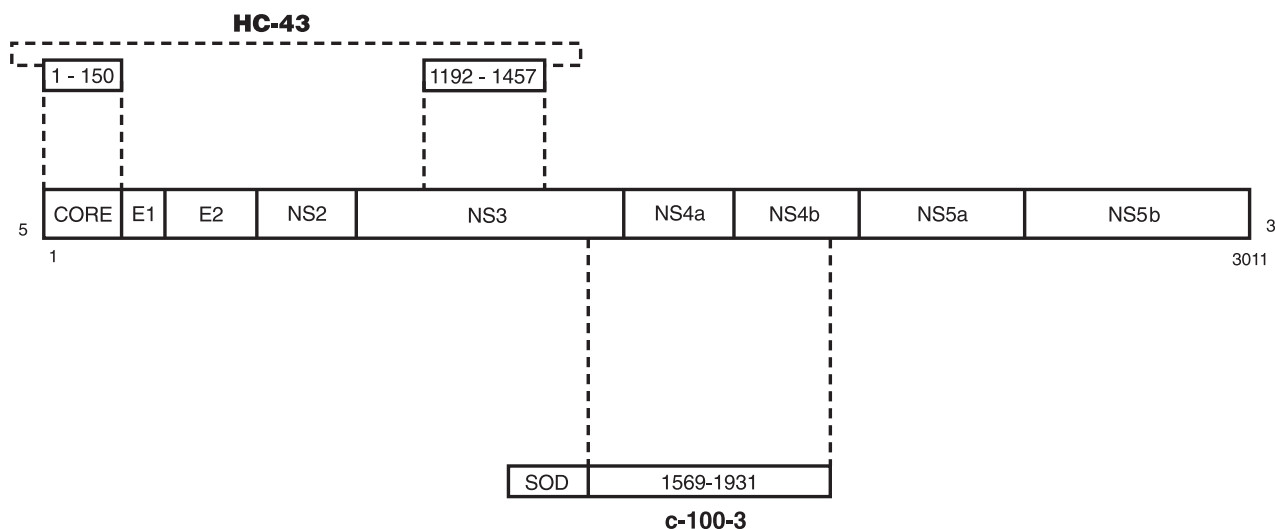 HC-43
1 - 150 1192 - 1457
CORE E1 E2 NS2 NS3 NS4a NS4b NS5a NS5b
5 3
1 3011
SOD 1569-1931
c-100-3